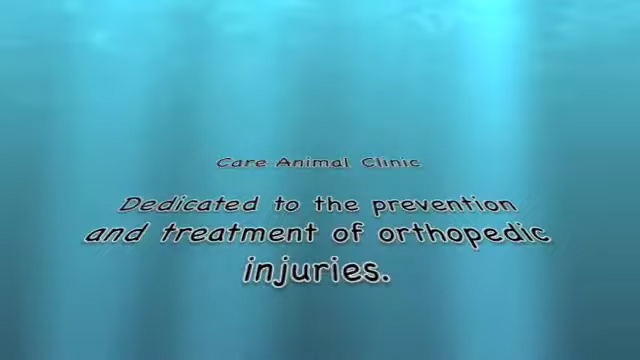 Care Animal Clinic
Dedicated to the prevention
and treatment of orthopedic
injuries.